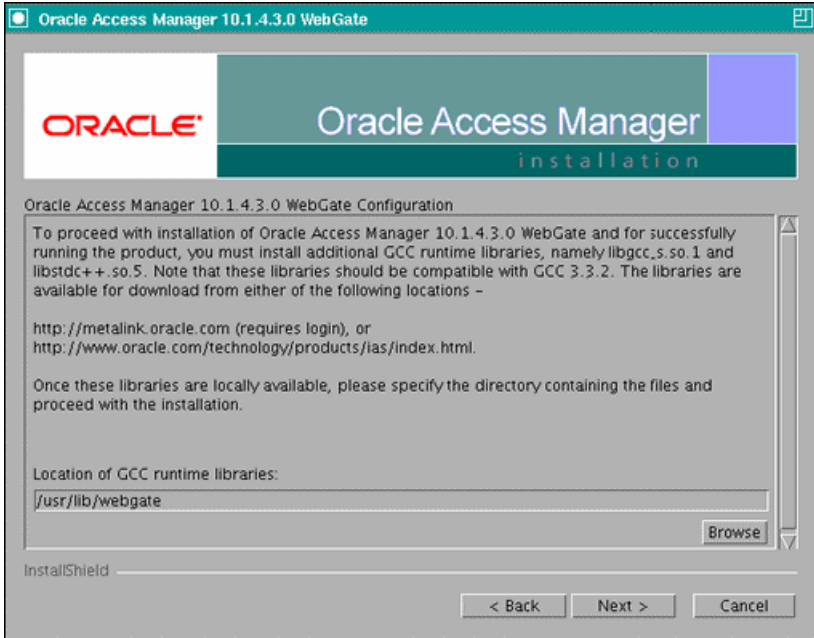 Oracle Access Manager 10.1.4.3.0 WebGate
ORACLE®
Oracle Access Manager
installation
Oracle Access Manager 10.1.4.3.0 WebGate Configuration
To proceed with installation of Oracle Access Manager 10.1.4.3.0 WebGate and for successfully
running the product, you must install additional GCC runtime libraries, namely libgcc_s.so.1 and
libstdc++.so.5. Note that these libraries should be compatible with GCC 3.3.2. The libraries are
available for download from either of the following locations –
http://metalink.oracle.com (requires login), or
http://www.oracle.com/technology/products/ias/index.html.
Once these libraries are locally available, please specify the directory containing the files and
proceed with the installation.
Location of GCC runtime libraries:
/usr/lib/webgate
Browse
InstallShield
< Back Next > Cancel